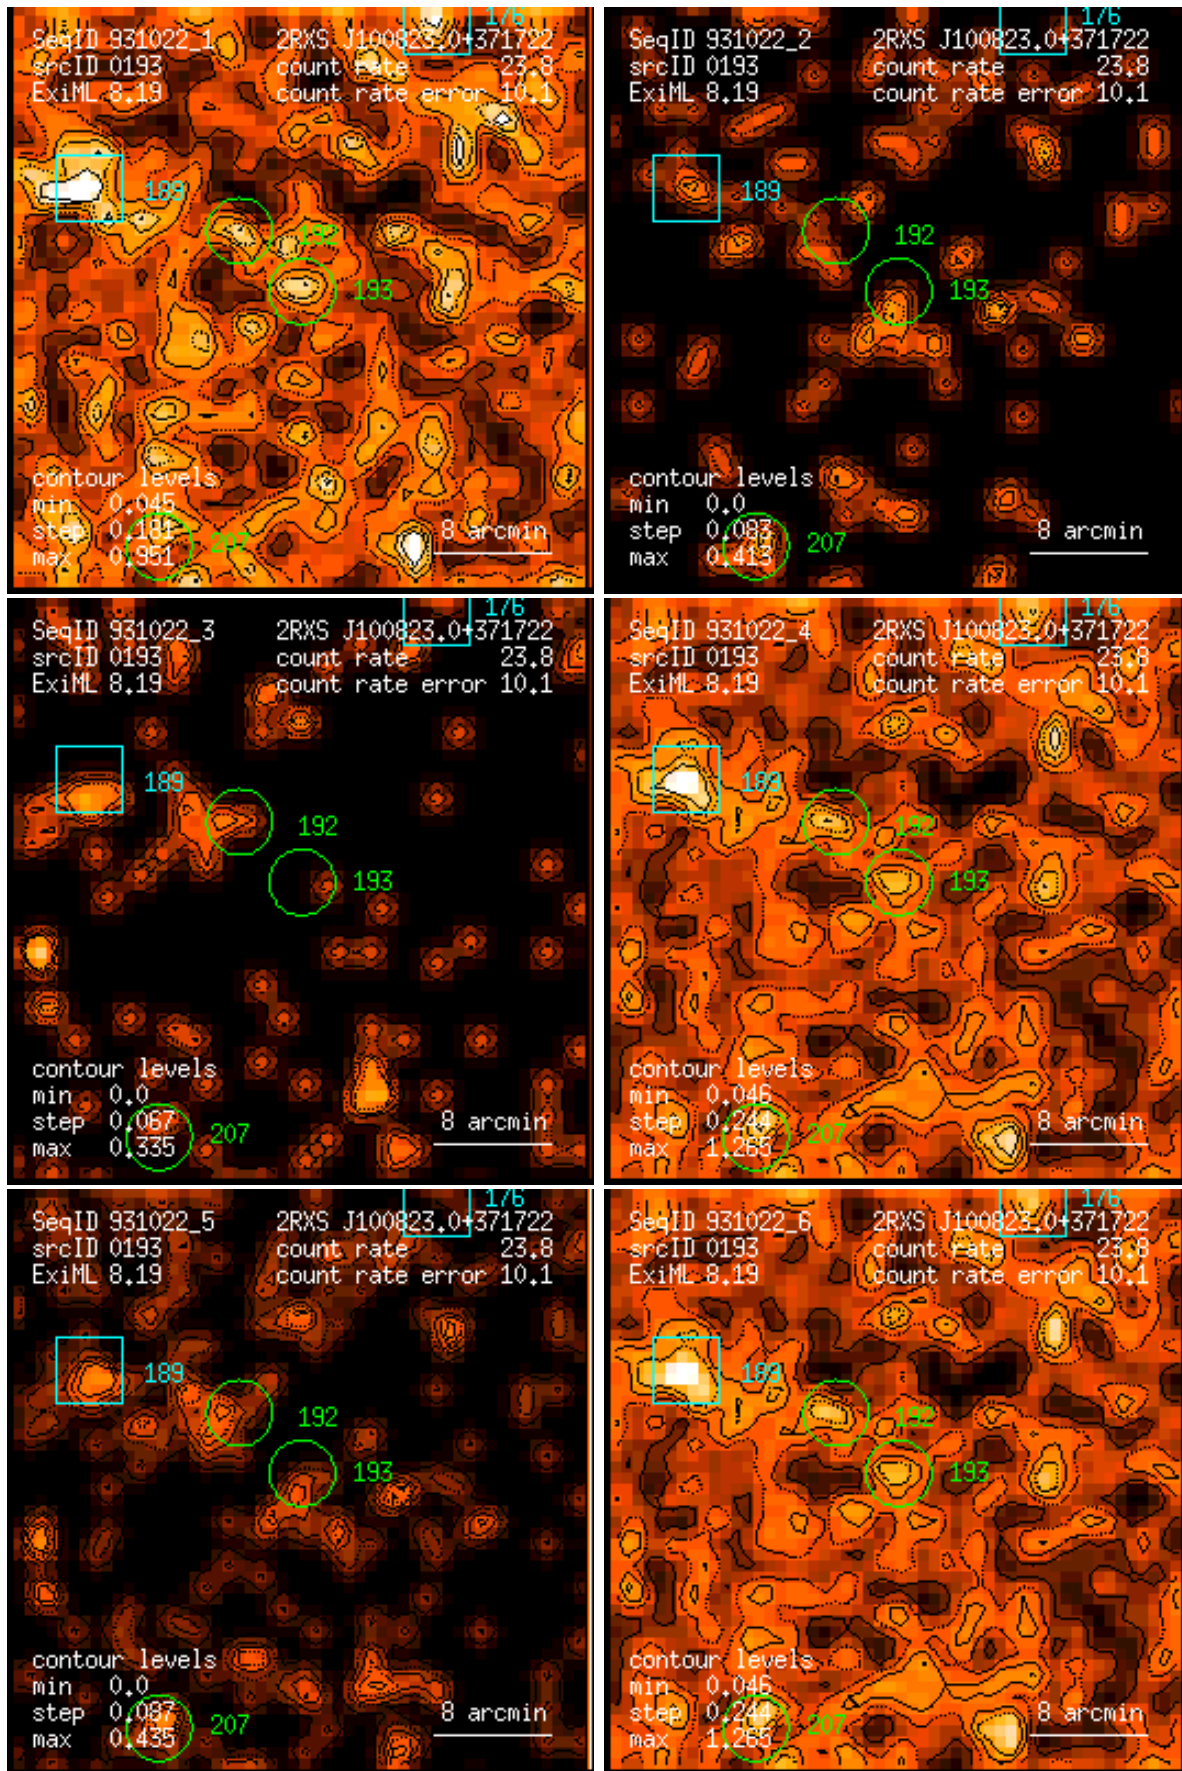 176
SeqID 931022_1 2RXS J100823.0+371722
srcID 0193 count rate 23.8
ExiML 8.19 count rate error 10.1
189
192
193
contour levels
min 0.045
step 0.181
max 0.951
207
8 arcmin
176
SeqID 931022_2 2RXS J100823.0+371722
srcID 0193 count rate 23.8
ExiML 8.19 count rate error 10.1
189
192
193
contour levels
min 0.0
step 0.083
max 0.413
207
8 arcmin
176
SeqID 931022_3 2RXS J100823.0+371722
srcID 0193 count rate 23.8
ExiML 8.19 count rate error 10.1
189
192
193
contour levels
min 0.0
step 0.067
max 0.335
207
8 arcmin
176
SeqID 931022_4 2RXS J100823.0+371722
srcID 0193 count rate 23.8
ExiML 8.19 count rate error 10.1
189
192
193
contour levels
min 0.046
step 0.244
max 1.265
207
8 arcmin
176
SeqID 931022_5 2RXS J100823.0+371722
srcID 0193 count rate 23.8
ExiML 8.19 count rate error 10.1
189
192
193
contour levels
min 0.0
step 0.087
max 0.435
207
8 arcmin
176
SeqID 931022_6 2RXS J100823.0+371722
srcID 0193 count rate 23.8
ExiML 8.19 count rate error 10.1
189
192
193
contour levels
min 0.046
step 0.244
max 1.265
207
8 arcmin